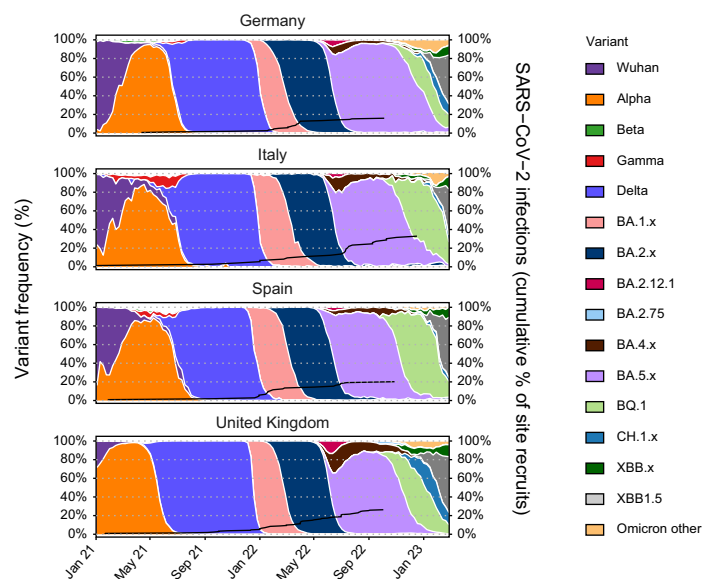 Germany
100%
80%
60%
40%
20%
0%
100%
80%
60%
40%
20%
0%
Italy
100%
80%
60%
40%
20%
0%
100%
80%
60%
40%
20%
0%
Spain
100%
80%
60%
40%
20%
0%
100%
80%
60%
40%
20%
0%
United Kingdom
100%
80%
60%
40%
20%
0%
100%
80%
60%
40%
20%
0%
Jan 21
May 21
Sep 21
Jan 22
May 22
Sep 22
Jan 23
Variant frequency (%)
SARS−CoV−2 infections (cumulative % of site recruits)
Variant
Wuhan
Alpha
Beta
Gamma
Delta
BA.1.x
BA.2.x
BA.2.12.1
BA.2.75
BA.4.x
BA.5.x
BQ.1
CH.1.x
XBB.x
XBB1.5
Omicron other